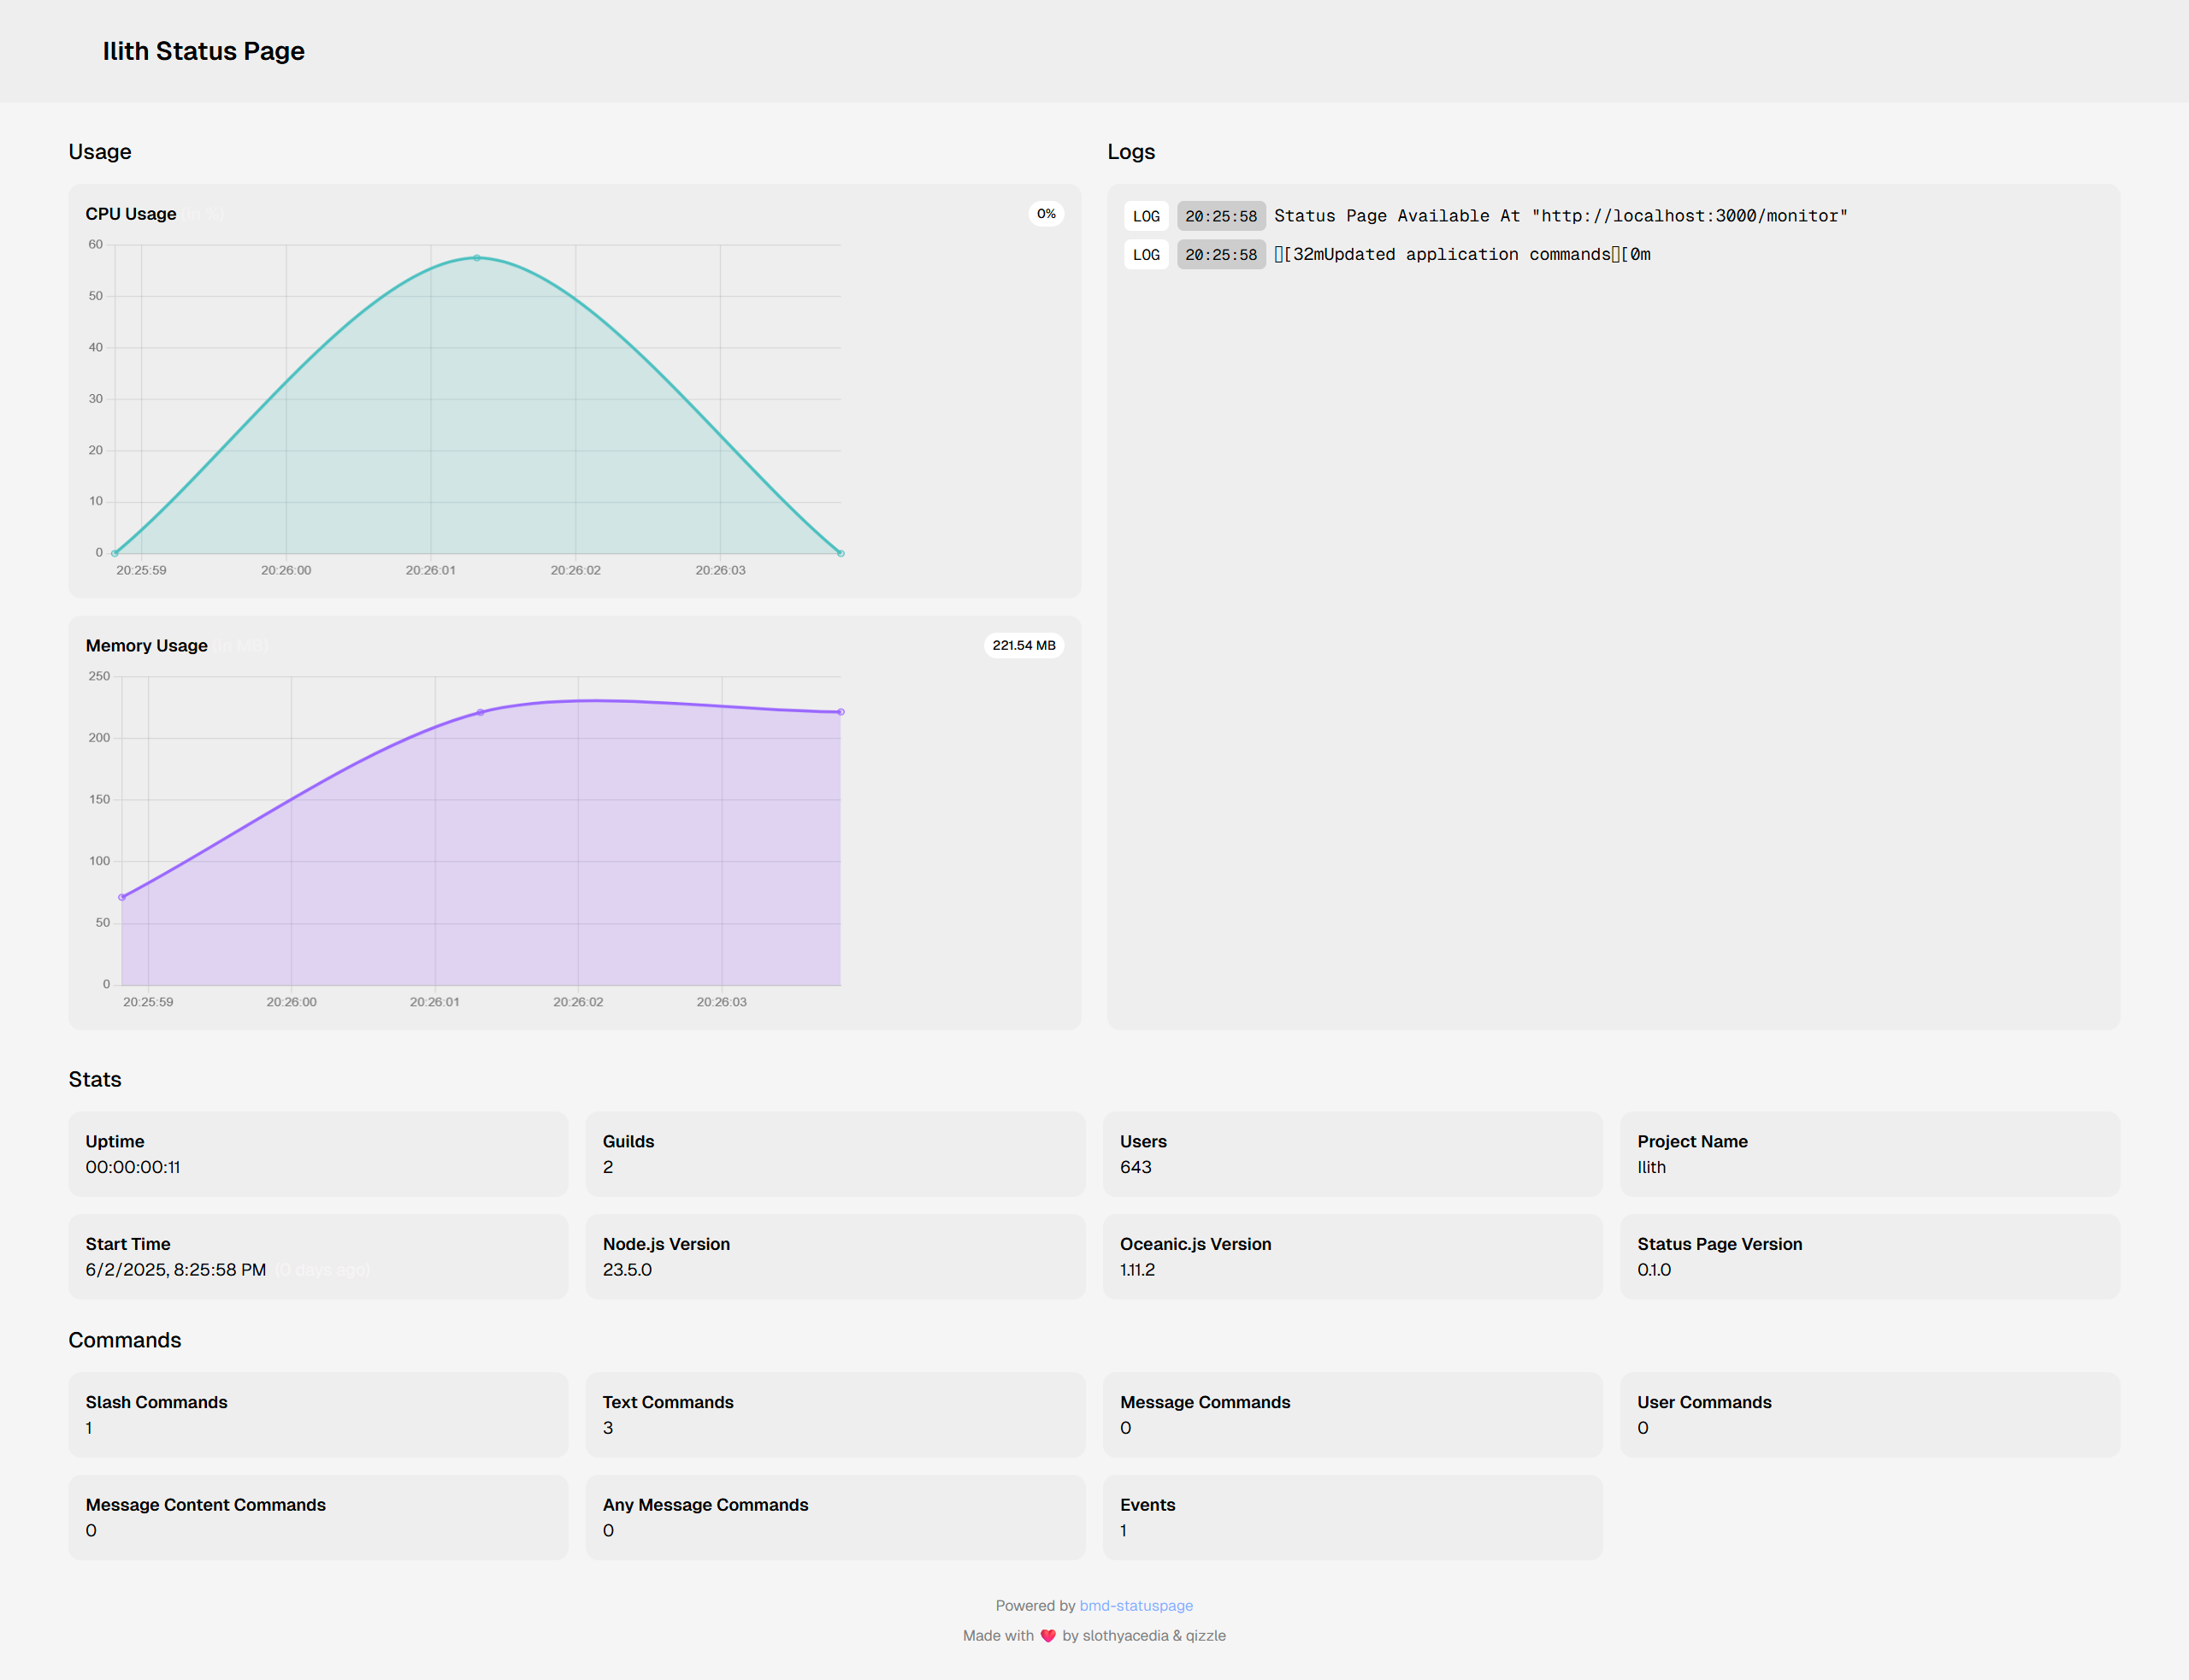 Ilith Status Page
Usage
CPU Usage (in %)
0%
60
50
40
30
20
10
0
20:25:59 20:26:00 20:26:01 20:26:02 20:26:03
Memory Usage (in MB)
221.54 MB
250
200
150
100
50
0
20:25:59 20:26:00 20:26:01 20:26:02 20:26:03
Logs
LOG 20:25:58 Status Page Available At "http://localhost:3000/monitor"
LOG 20:25:58 [32mUpdated application commands[0m
Stats
Uptime
00:00:00:11
Guilds
2
Users
643
Project Name
Ilith
Start Time
6/2/2025, 8:25:58 PM (0 days ago)
Node.js Version
23.5.0
Oceanic.js Version
1.11.2
Status Page Version
0.1.0
Commands
Slash Commands
1
Text Commands
3
Message Commands
0
User Commands
0
Message Content Commands
0
Any Message Commands
0
Events
1
Powered by bmd-statuspage
Made with ❤️ by slothyacedia & qizzle